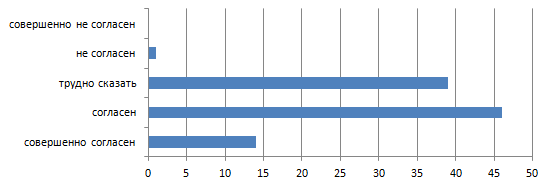 совершенно не согласен
не согласен
трудно сказать
согласен
совершенно согласен
0 5 10 15 20 25 30 35 40 45 50